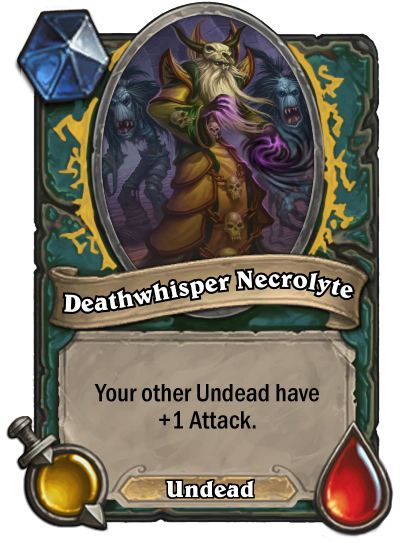 Deathwhisper Necrolyte
Your other Undead have
+1 Attack.
Undead